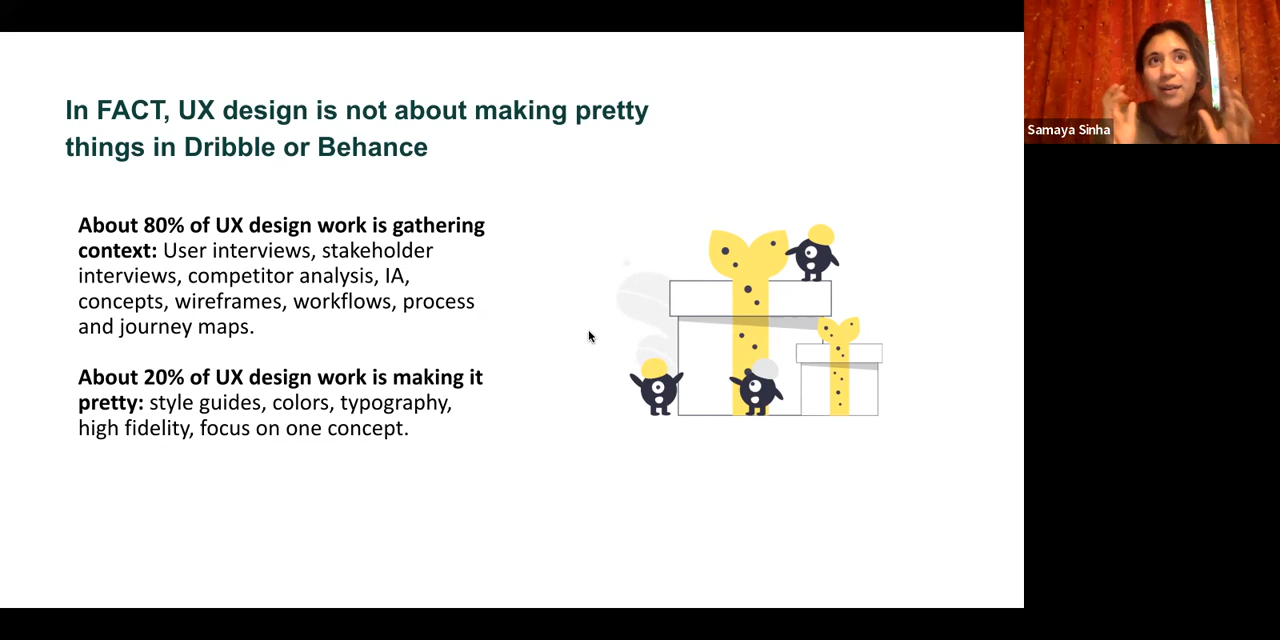 In FACT, UX design is not about making pretty
things in Dribble or Behance
About 80% of UX design work is gathering
context: User interviews, stakeholder
interviews, competitor analysis, IA,
concepts, wireframes, workflows, process
and journey maps.
About 20% of UX design work is making it
pretty: style guides, colors, typography,
high fidelity, focus on one concept.
Samaya Sinha